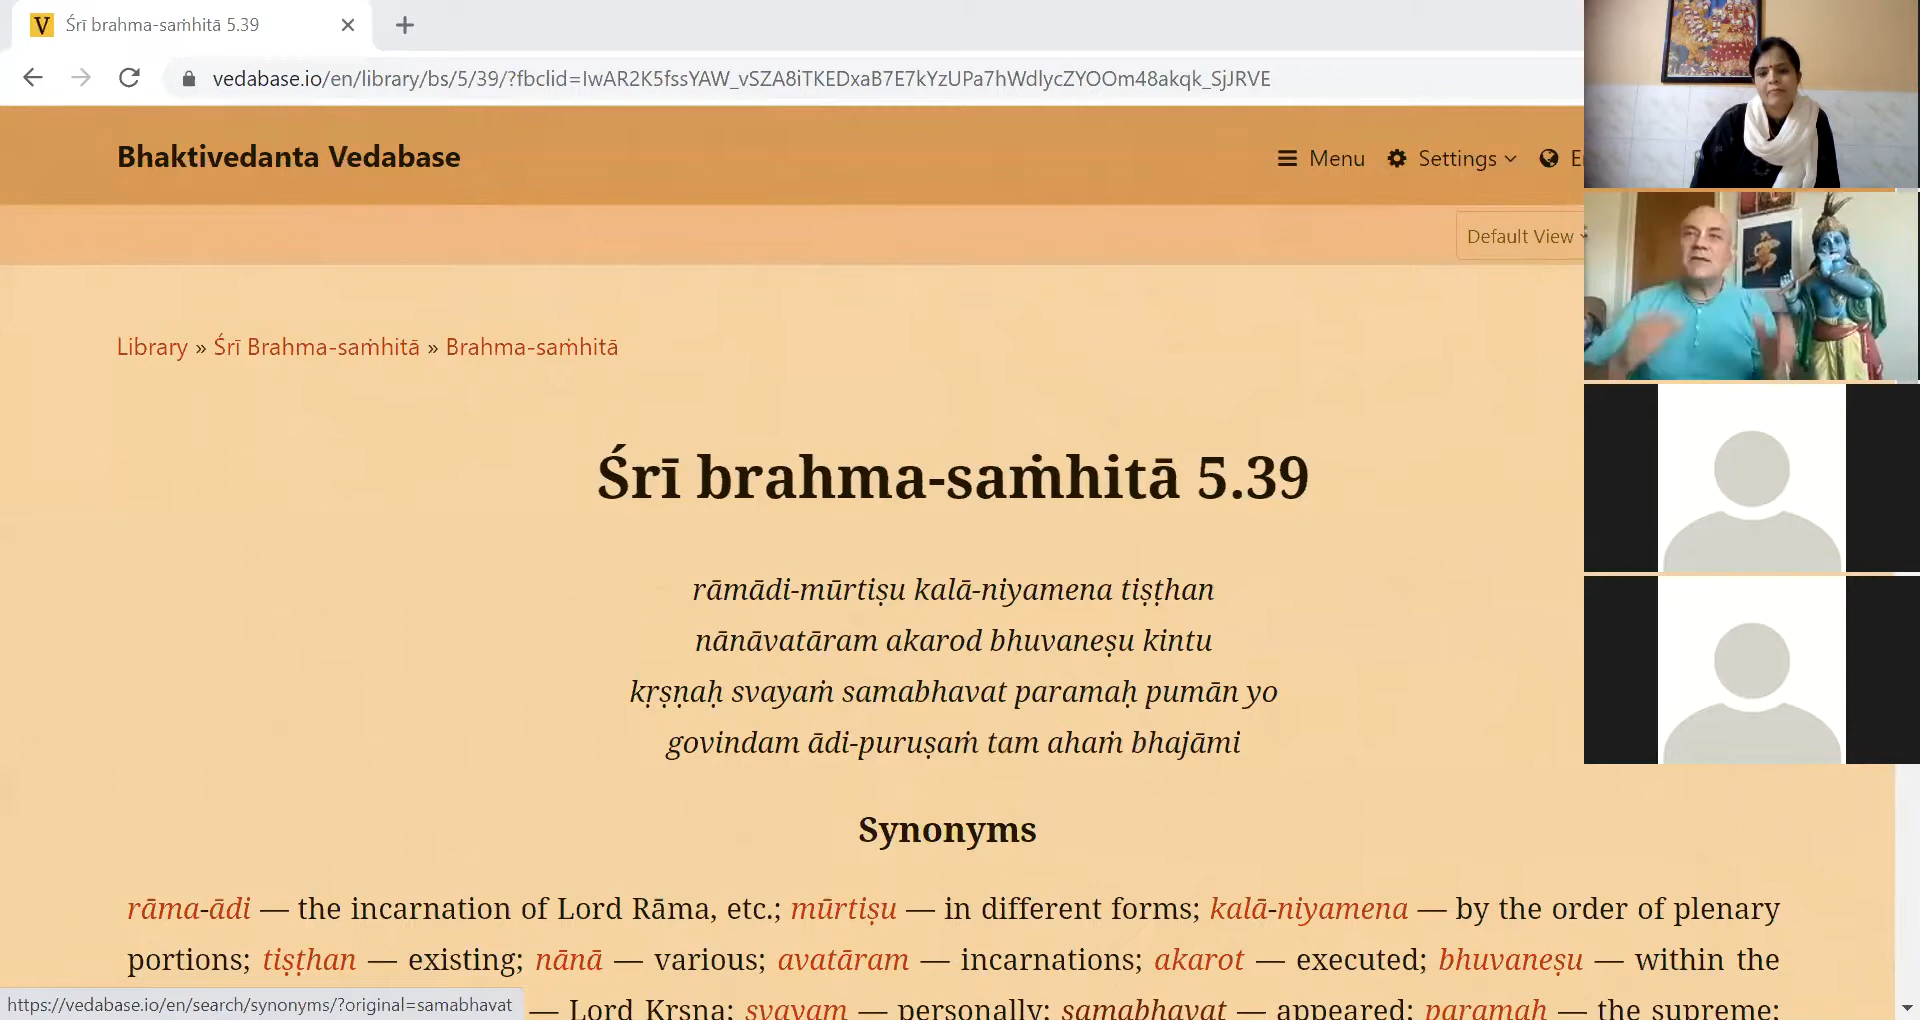 Śrī brahma-saṁhitā 5.39
vedabase.io/en/library/bs/5/39/?fbclid=IwAR2K5fssYAW_vSZA8iTKEDxaB7E7kYzUPa7hWdlycZYOOm48akqk_SjJRVE
Bhaktivedanta Vedabase
Menu Settings
Default View
Library » Śrī Brahma-saṁhitā » Brahma-saṁhitā
Śrī brahma-saṁhitā 5.39
rāmādi-mūrtiṣu kalā-niyamena tiṣṭhan
nānāvatāram akarod bhuvaneṣu kintu
kṛṣṇaḥ svayaṁ samabhavat paramaḥ pumān yo
govindam ādi-puruṣaṁ tam ahaṁ bhajāmi
Synonyms
rāma-ādi — the incarnation of Lord Rāma, etc.; mūrtiṣu — in different forms; kalā-niyamena — by the order of plenary
portions; tiṣṭhan — existing; nānā — various; avatāram — incarnations; akarot — executed; bhuvaneṣu — within the
— Lord Kṛṣṇa; svayam — personally; samabhavat — appeared; paramaḥ — the supreme;
https://vedabase.io/en/search/synonyms/?original=samabhavat